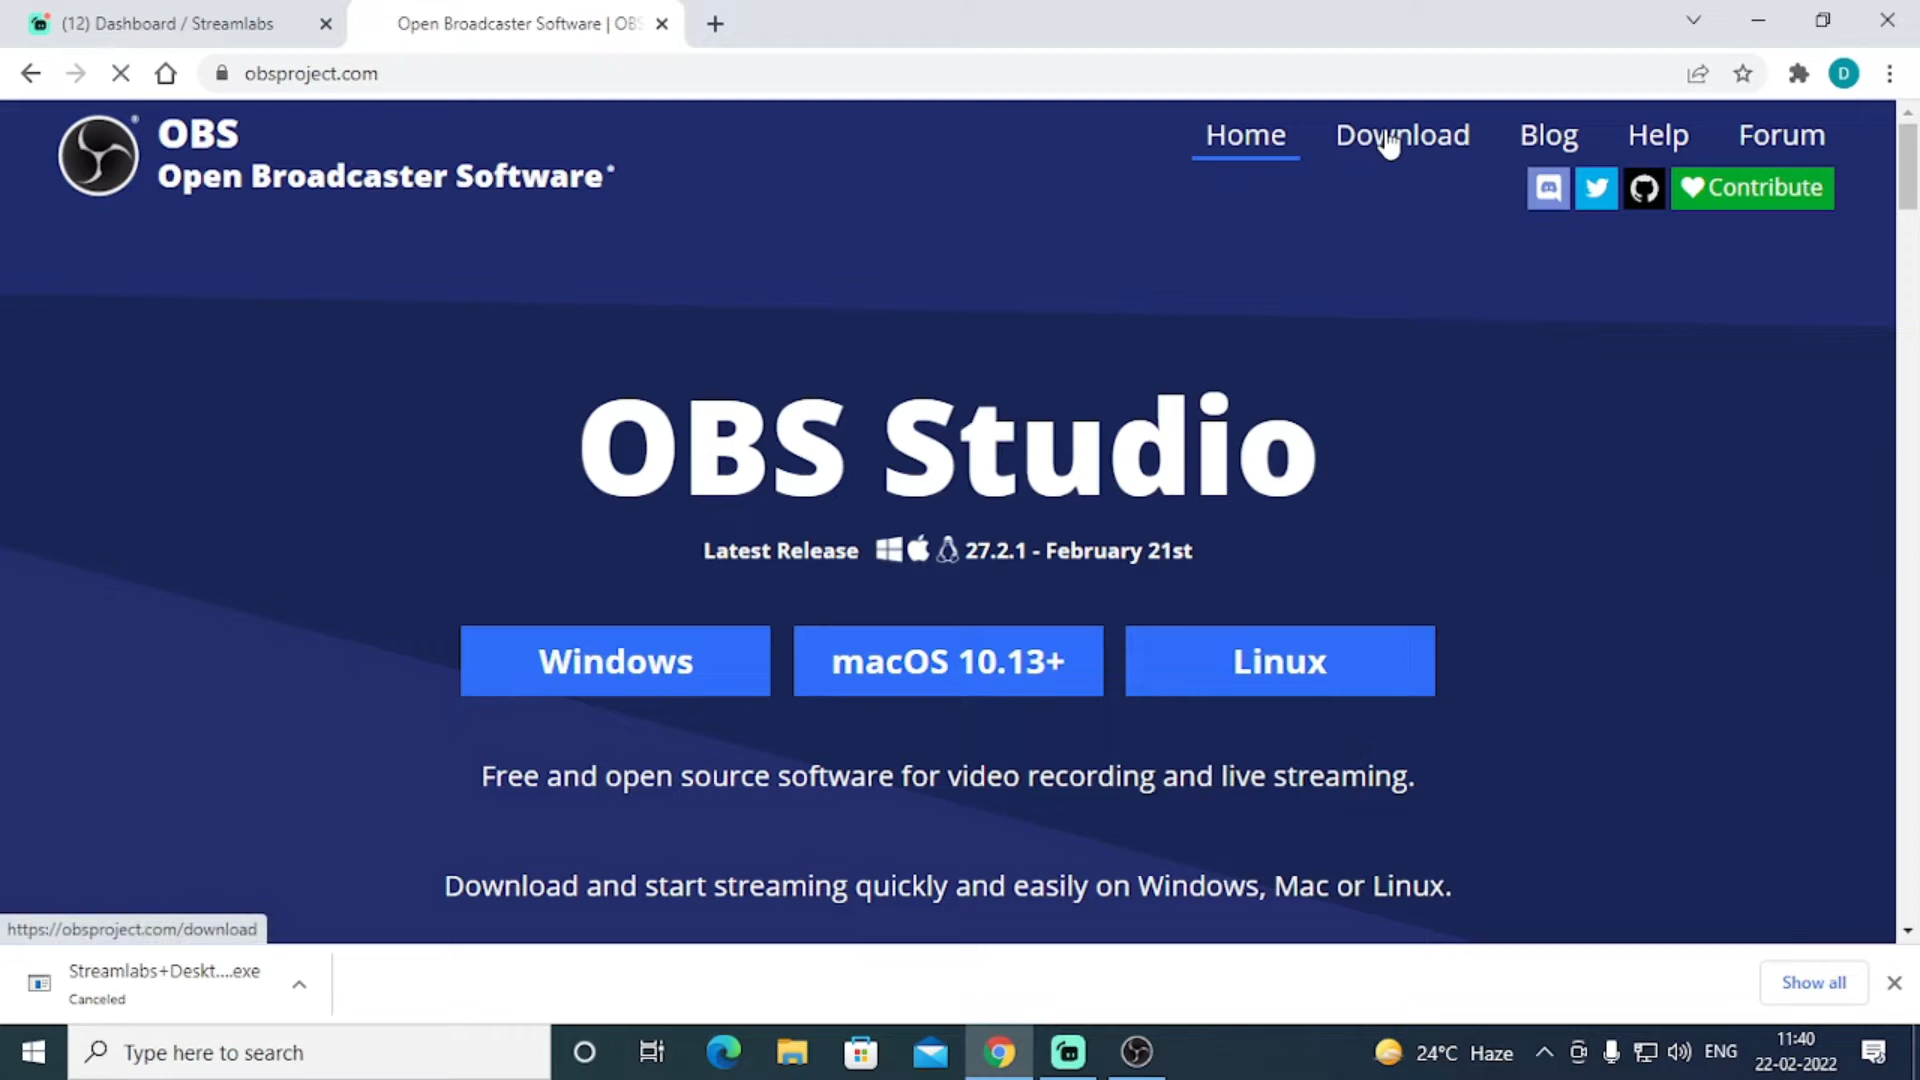 (12) Dashboard / Streamlabs
Open Broadcaster Software | OBS
obsproject.com
D
OBS
Open Broadcaster Software
Home
Download
Blog
Help
Forum
Contribute
OBS Studio
Latest Release 27.2.1 - February 21st
Windows
macOS 10.13+
Linux
Free and open source software for video recording and live streaming.
Download and start streaming quickly and easily on Windows, Mac or Linux.
https://obsproject.com/download
Streamlabs+Deskt....exe
Canceled
Show all
Type here to search
24°C Haze
ENG
11:40
22-02-2022